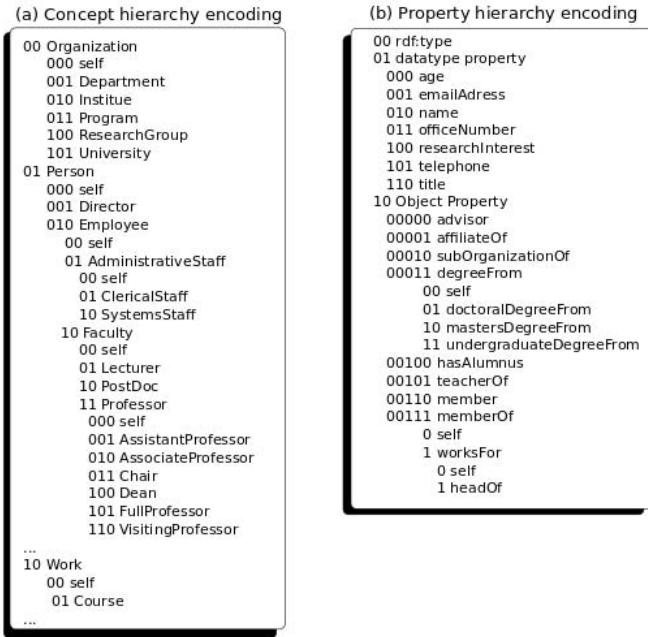 (a) Concept hierarchy encoding
00 Organization
000 self
001 Department
010 Institue
011 Program
100 ResearchGroup
101 University
01 Person
000 self
001 Director
010 Employee
00 self
01 AdministrativeStaff
00 self
01 ClericalStaff
10 SystemsStaff
10 Faculty
00 self
01 Lecturer
10 PostDoc
11 Professor
000 self
001 AssistantProfessor
010 AssociateProfessor
011 Chair
100 Dean
101 FullProfessor
110 VisitingProfessor
...
10 Work
00 self
01 Course
...
(b) Property hierarchy encoding
00 rdf:type
01 datatype property
000 age
001 emailAdress
010 name
011 officeNumber
100 researchInterest
101 telephone
110 title
10 Object Property
00000 advisor
00001 affiliateOf
00010 subOrganizationOf
00011 degreeFrom
00 self
01 doctoralDegreeFrom
10 mastersDegreeFrom
11 undergraduateDegreeFrom
00100 hasAlumnus
00101 teacherOf
00110 member
00111 memberOf
0 self
1 worksFor
0 self
1 headOf